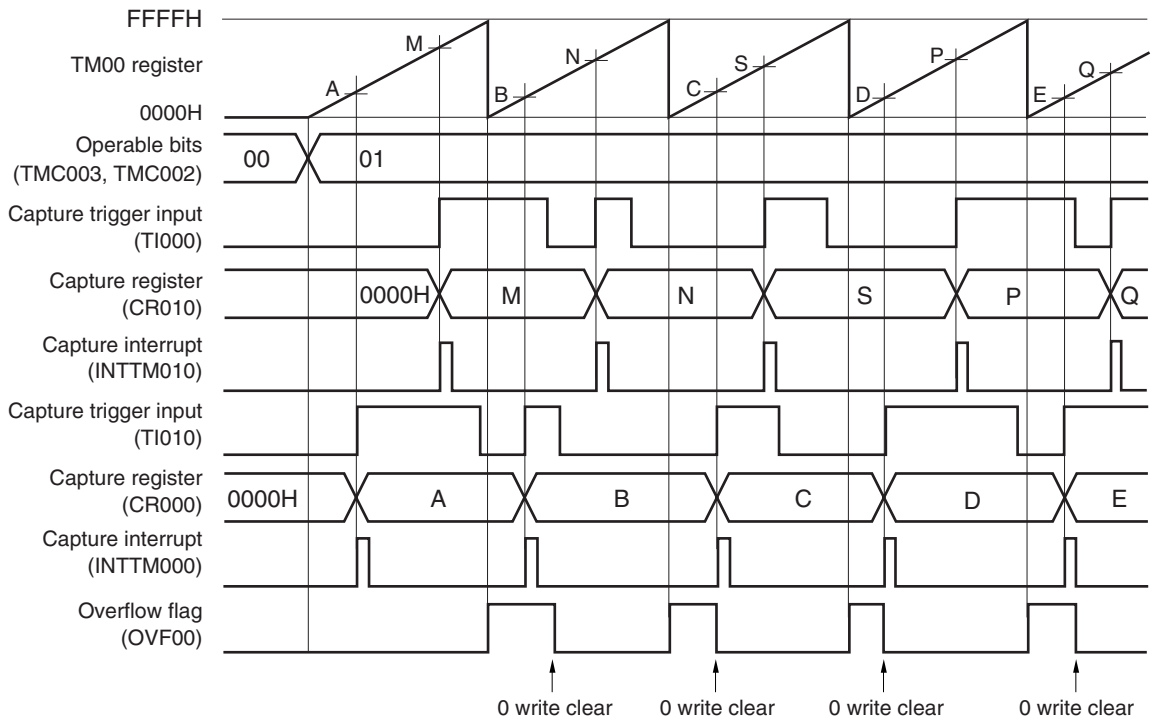 FFFFH
TM00 register
0000H
A M B N C S D P E Q
Operable bits
(TMC003, TMC002)
00 01
Capture trigger input
(TI000)
Capture register
(CR010)
0000H M N S P Q
Capture interrupt
(INTTM010)
Capture trigger input
(TI010)
Capture register
(CR000)
0000H A B C D E
Capture interrupt
(INTTM000)
Overflow flag
(OVF00)
0 write clear 0 write clear 0 write clear 0 write clear